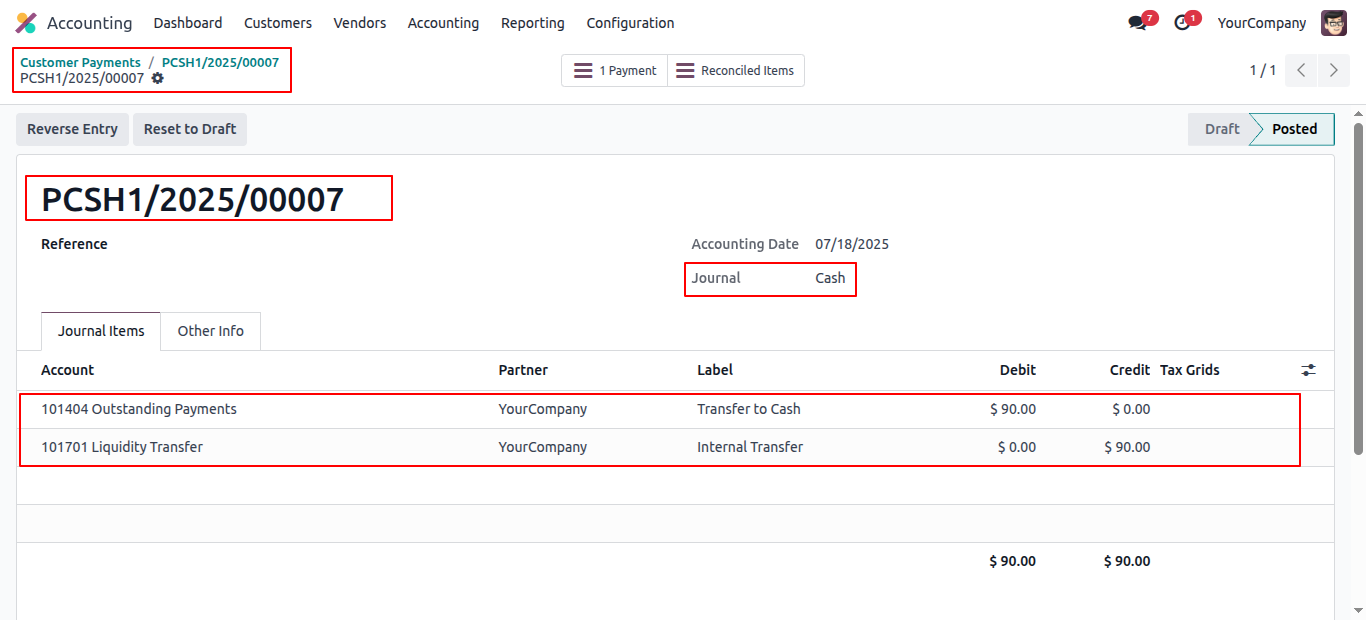 Accounting Dashboard Customers Vendors Accounting Reporting Configuration 7 1 YourCompany
Customer Payments / PCSH1/2025/00007
PCSH1/2025/00007
1 Payment Reconciled Items 1 / 1
Reverse Entry Reset to Draft Draft Posted
PCSH1/2025/00007
Reference Accounting Date 07/18/2025
Journal Cash
Journal Items Other Info
Account Partner Label Debit Credit Tax Grids
101404 Outstanding Payments YourCompany Transfer to Cash $ 90.00 $ 0.00
101701 Liquidity Transfer YourCompany Internal Transfer $ 0.00 $ 90.00
$ 90.00 $ 90.00